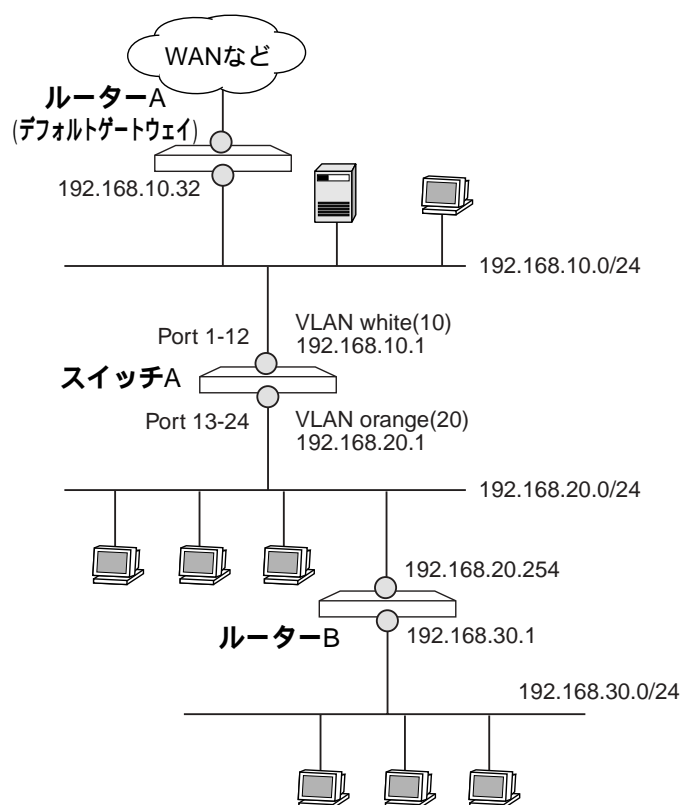 WANなど
ルーターA
(デフォルトゲートウェイ)
192.168.10.32
192.168.10.0/24
Port 1-12
VLAN white(10)
192.168.10.1
スイッチA
Port 13-24
VLAN orange(20)
192.168.20.1
192.168.20.0/24
192.168.20.254
ルーターB
192.168.30.1
192.168.30.0/24